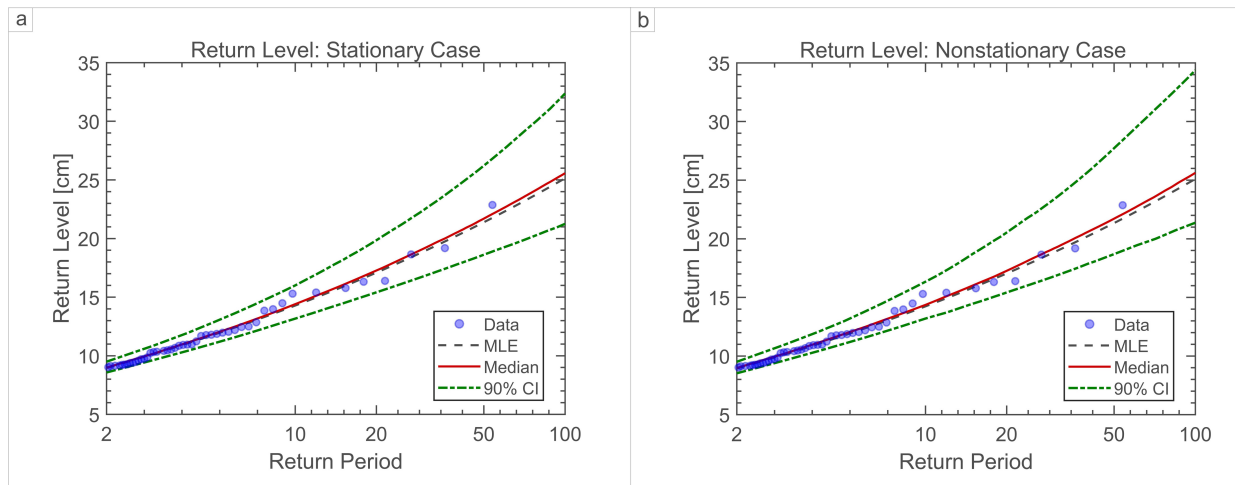 a
Return Level: Stationary Case
35
30
25
20
15
10
5
Return Level [cm]
2
10
20
50
100
Return Period
Data
MLE
Median
90% CI
b
Return Level: Nonstationary Case
35
30
25
20
15
10
5
Return Level [cm]
2
10
20
50
100
Return Period
Data
MLE
Median
90% CI